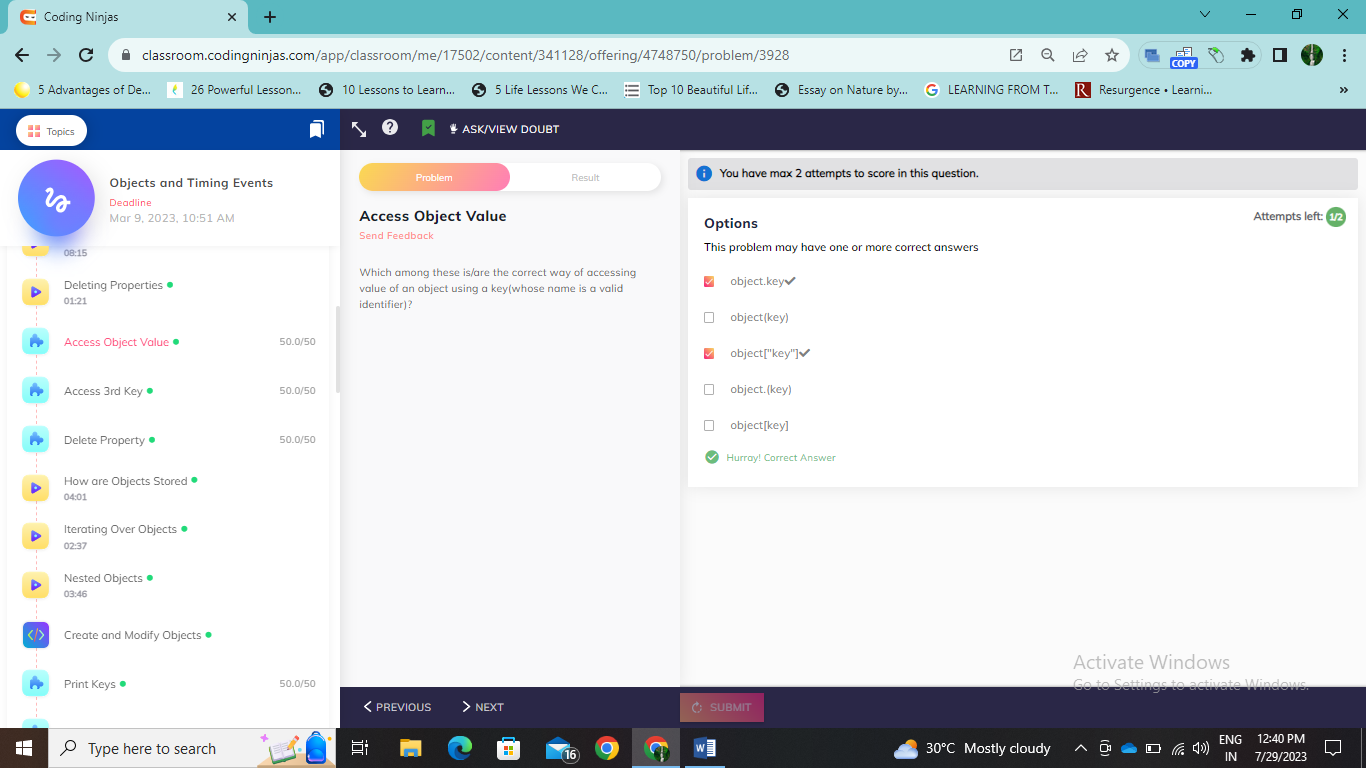 Coding Ninjas
classroom.codingninjas.com/app/classroom/me/17502/content/341128/offering/4748750/problem/3928
COPY
5 Advantages of De...
26 Powerful Lesson...
10 Lessons to Learn...
5 Life Lessons We C...
Top 10 Beautiful Lif...
Essay on Nature by...
LEARNING FROM T...
Resurgence • Learni...
Topics
ASK/VIEW DOUBT
Objects and Timing Events
Deadline
Mar 9, 2023, 10:51 AM
08:15
Deleting Properties
01:21
Access Object Value 50.0/50
Access 3rd Key 50.0/50
Delete Property 50.0/50
How are Objects Stored
04:01
Iterating Over Objects
02:37
Nested Objects
03:46
Create and Modify Objects
Print Keys 50.0/50
Problem
Result
Access Object Value
Send Feedback
Which among these is/are the correct way of accessing
value of an object using a key(whose name is a valid
identifier)?
You have max 2 attempts to score in this question.
Options
Attempts left: 1/2
This problem may have one or more correct answers
object.key
object(key)
object["key"]
object.(key)
object[key]
Hurray! Correct Answer
Activate Windows
Go to Settings to activate Windows.
PREVIOUS
NEXT
SUBMIT
Type here to search
16
30°C Mostly cloudy
ENG
IN
12:40 PM
7/29/2023